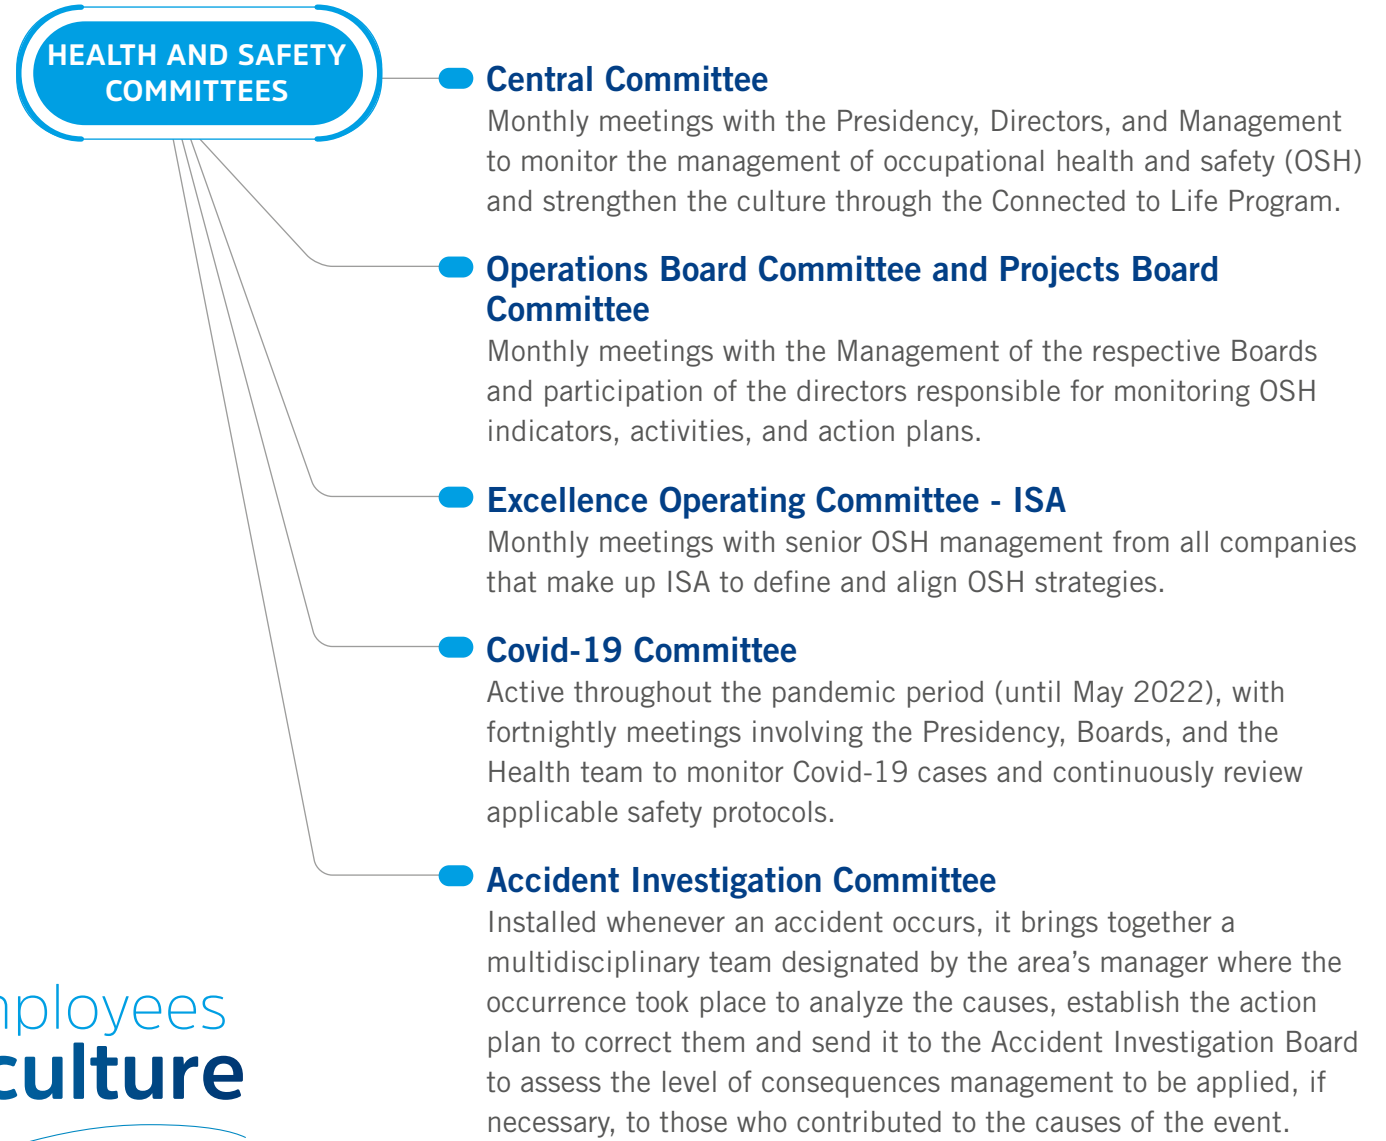 HEALTH AND SAFETY
COMMITTEES
Central Committee
Monthly meetings with the Presidency, Directors, and Management
to monitor the management of occupational health and safety (OSH)
and strengthen the culture through the Connected to Life Program.
Operations Board Committee and Projects Board
Committee
Monthly meetings with the Management of the respective Boards
and participation of the directors responsible for monitoring OSH
indicators, activities, and action plans.
Excellence Operating Committee - ISA
Monthly meetings with senior OSH management from all companies
that make up ISA to define and align OSH strategies.
Covid-19 Committee
Active throughout the pandemic period (until May 2022), with
fortnightly meetings involving the Presidency, Boards, and the
Health team to monitor Covid-19 cases and continuously review
applicable safety protocols.
Accident Investigation Committee
Installed whenever an accident occurs, it brings together a
multidisciplinary team designated by the area’s manager where the
occurrence took place to analyze the causes, establish the action
plan to correct them and send it to the Accident Investigation Board
to assess the level of consequences management to be applied, if
necessary, to those who contributed to the causes of the event.
culture